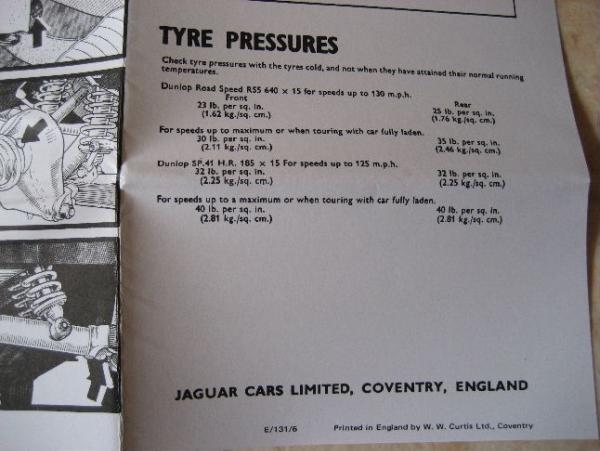 TYRE PRESSURES
Check tyre pressures with the tyres cold, and not when they have attained their normal running
temperatures.
Dunlop Road Speed RS5 640 × 15 for speeds up to 130 m.p.h.
Front Rear
23 lb. per sq. in. 25 lb. per sq. in.
(1.62 kg./sq. cm.) (1.76 kg./sq. cm.)
For speeds up to maximum or when touring with car fully laden.
30 lb. per sq. in. 35 lb. per sq. in.
(2.11 kg./sq. cm.) (2.46 kg./sq. cm.)
Dunlop SP.41 H.R. 185 × 15 For speeds up to 125 m.p.h.
32 lb. per sq. in. 32 lb. per sq. in.
(2.25 kg./sq. cm.) (2.25 kg./sq. cm.)
For speeds up to a maximum or when touring with car fully laden.
40 lb. per sq. in. 40 lb. per sq. in.
(2.81 kg./sq. cm.) (2.81 kg./sq. cm.)
JAGUAR CARS LIMITED, COVENTRY, ENGLAND
E/131/6 Printed in England by W. W. Curtis Ltd., Coventry